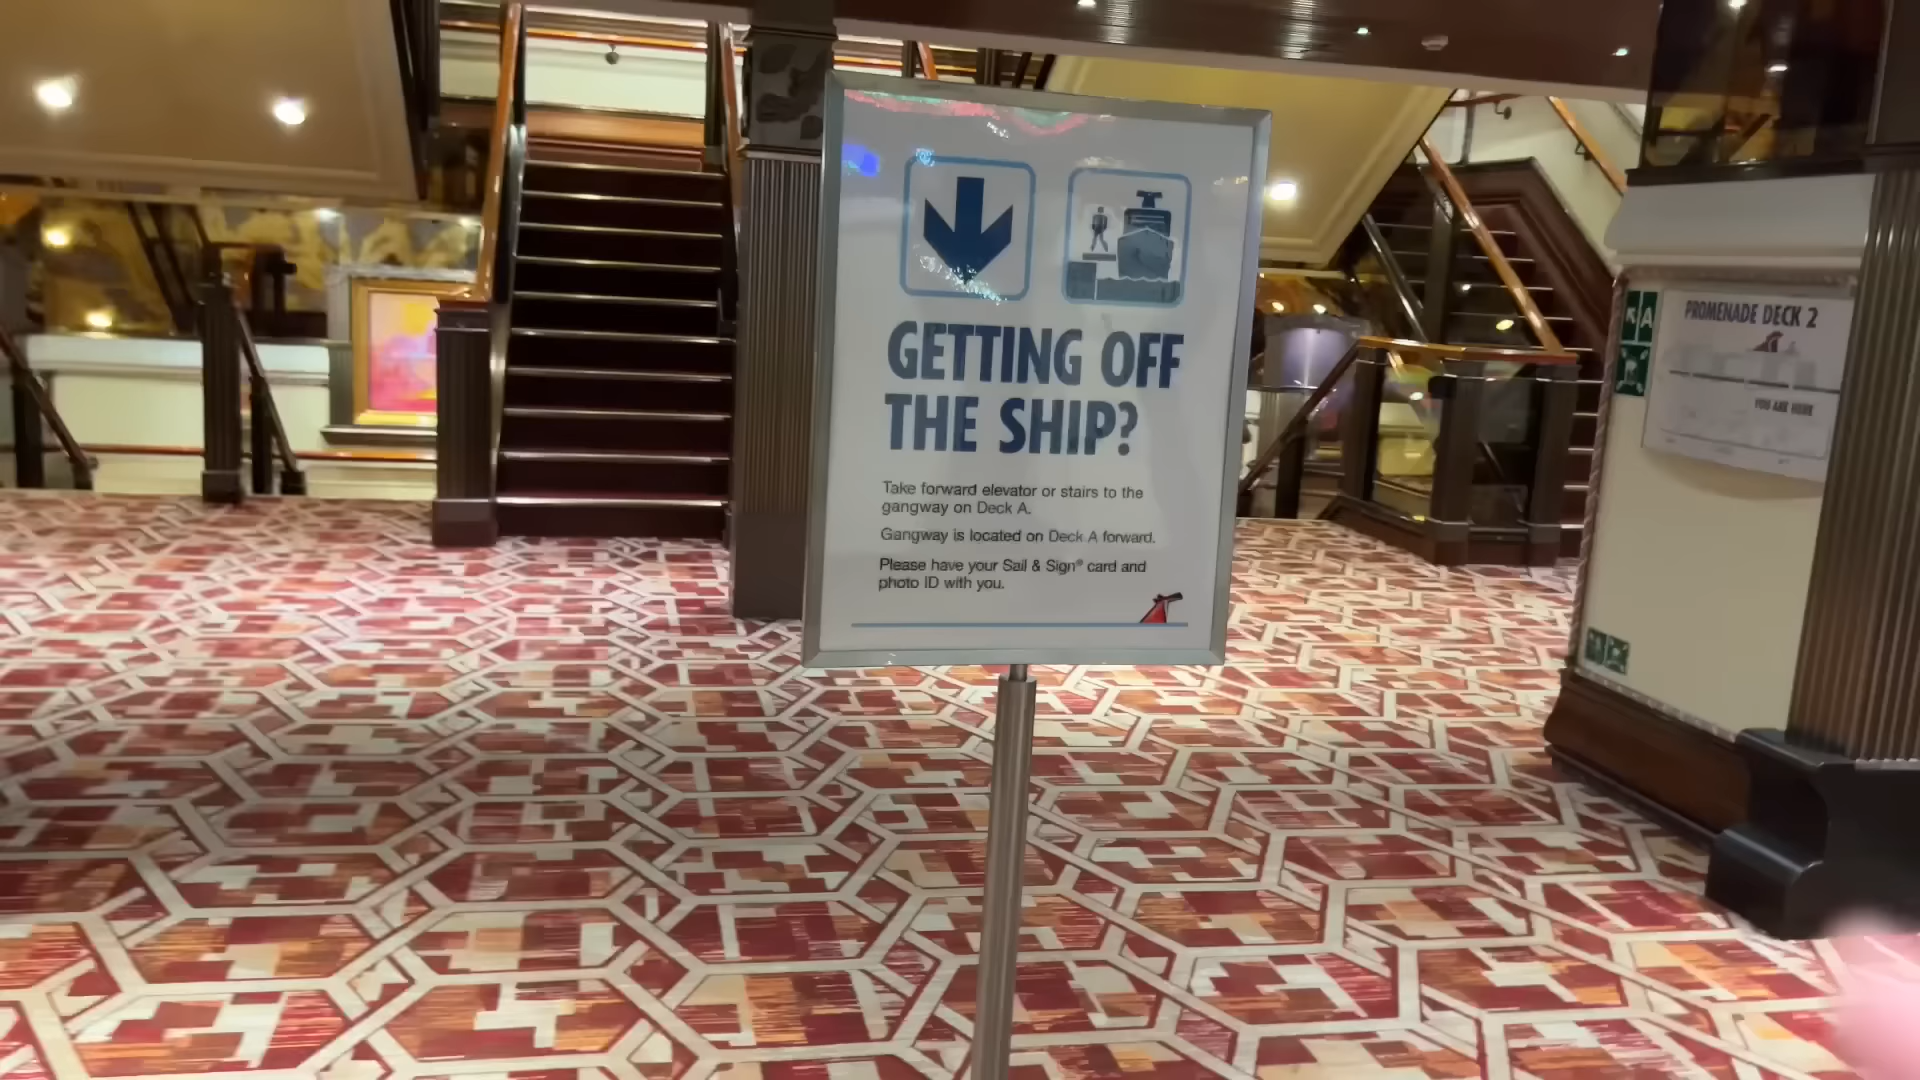 GETTING OFF
THE SHIP?
Take forward elevator or stairs to the
gangway on Deck A.
Gangway is located on Deck A forward.
Please have your Sail & Sign® card and
photo ID with you.
A
PROMENADE DECK 2
YOU ARE HERE